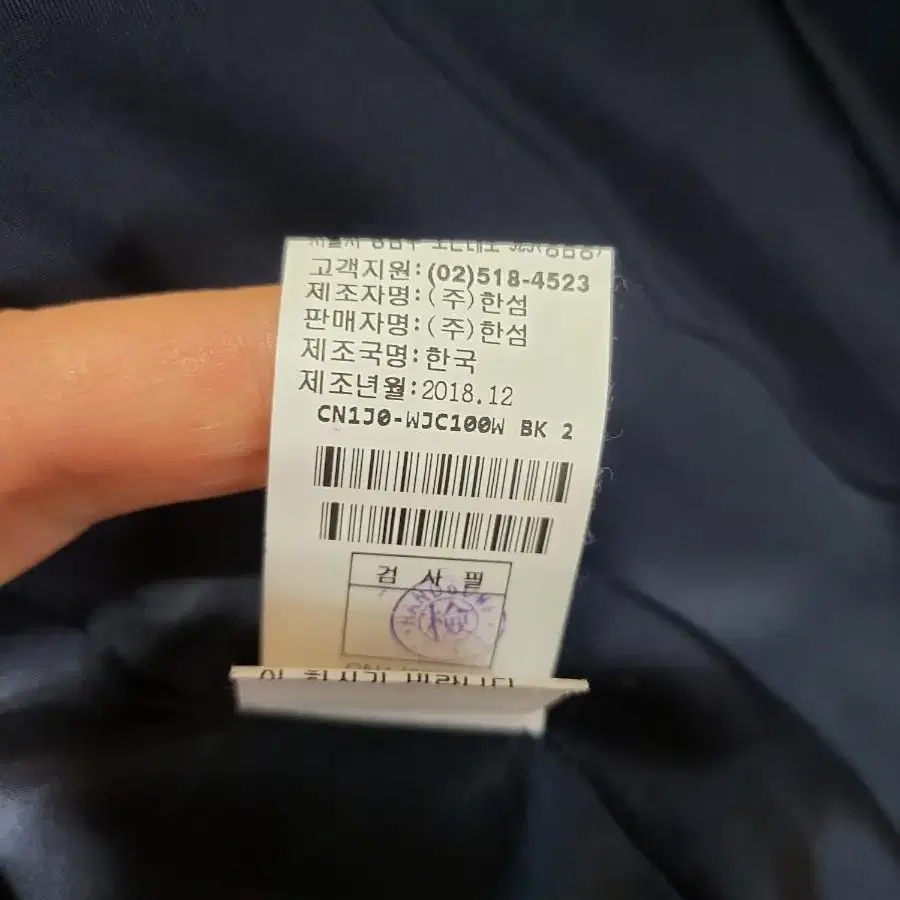 고객지원:(02)518-4523
제조자명:(주)한섬
판매자명:(주)한섬
제조국명:한국
제조년월:2018.12
CN1J0-WJC100W BK 2
검 사 필
HANDSOME
檢